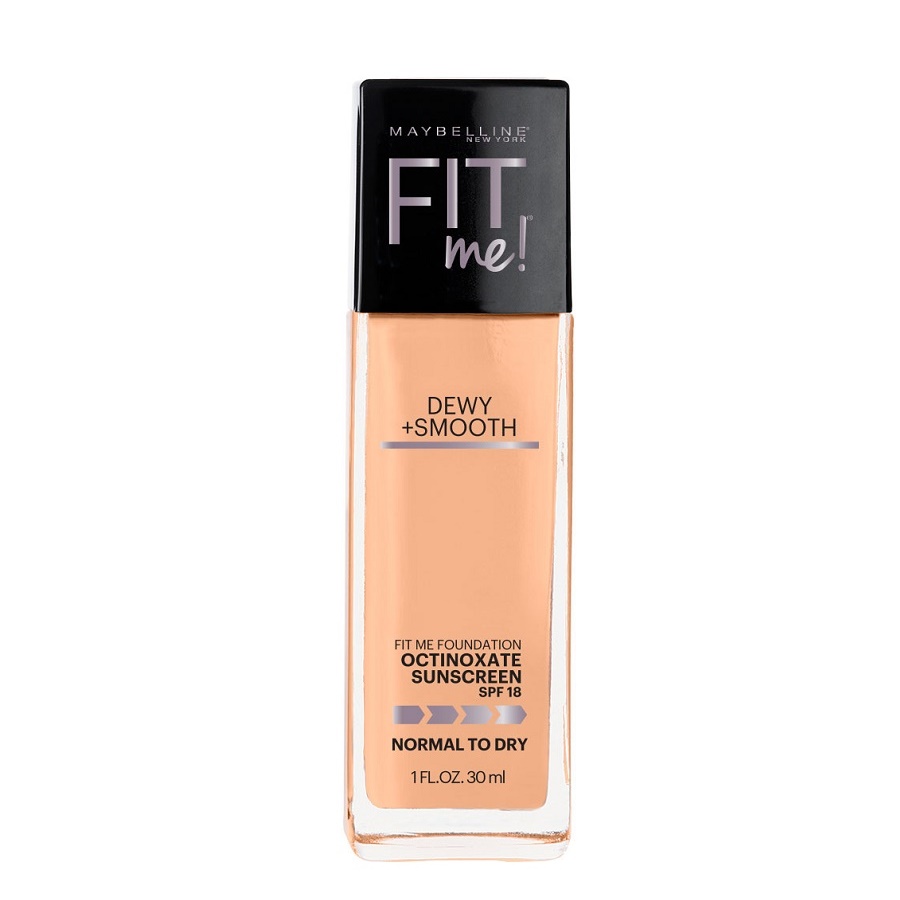 MAYBELLINE®
NEW YORK
FIT
me!®
DEWY
+SMOOTH
FIT ME FOUNDATION
OCTINOXATE
SUNSCREEN
SPF 18
NORMAL TO DRY
1 FL.OZ. 30 ml